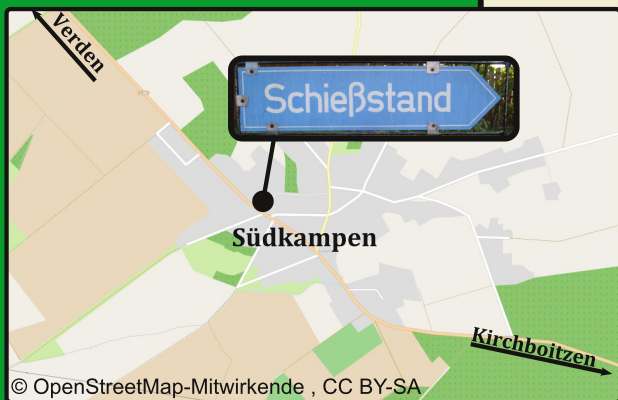 Verden
Schießstand
Südkampen
Kirchboitzen
© OpenStreetMap-Mitwirkende , CC BY-SA